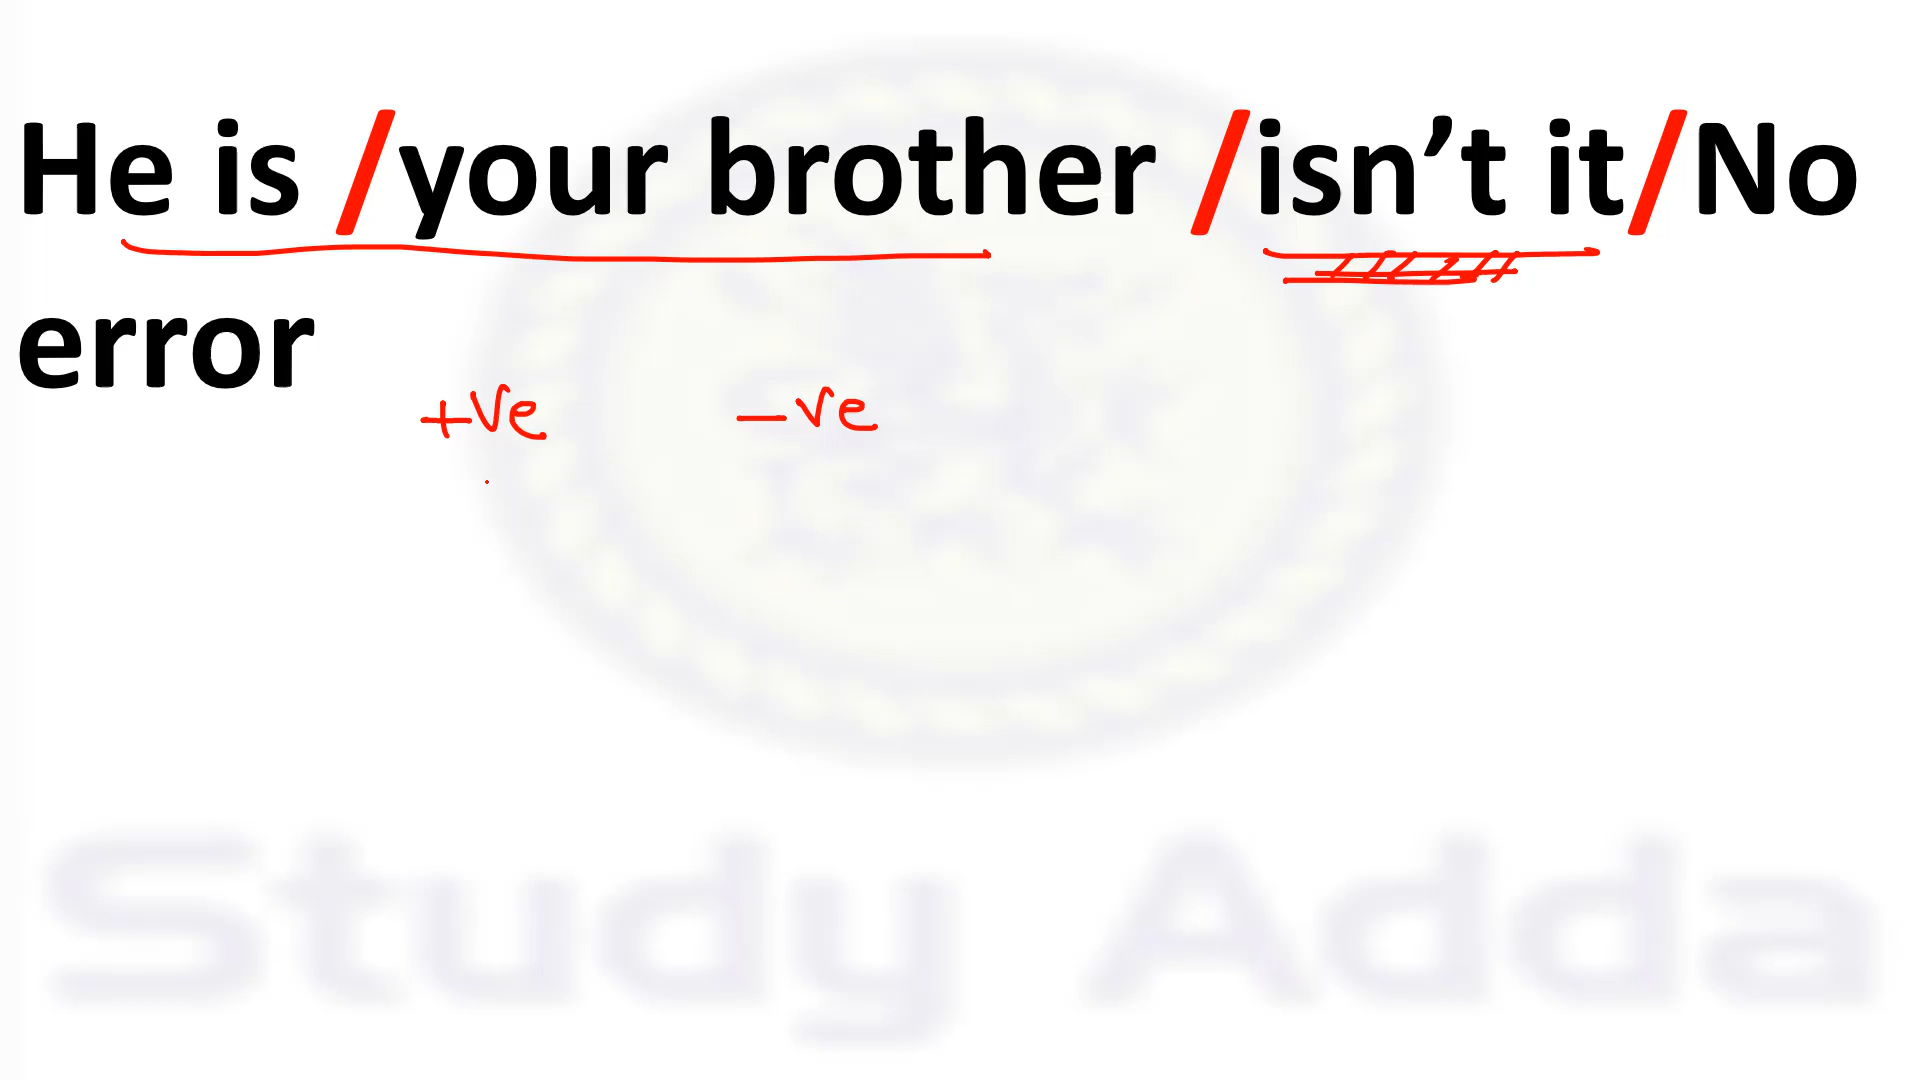 He is /your brother /isn’t it/No
error
+ve -ve
Study Adda